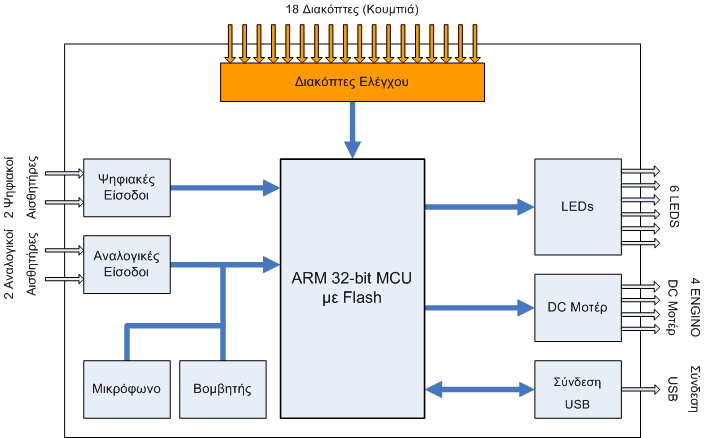 18 Διακόπτες (Κουμπιά)
Διακόπτες Ελέγχου
2 Ψηφιακοί
Αισθητήρες
Ψηφιακές
Είσοδοι
2 Αναλογικοί
Αισθητήρες
Αναλογικές
Είσοδοι
Μικρόφωνο
Βομβητής
ARM 32-bit MCU
με Flash
LEDs
6 LEDS
DC Μοτέρ
4 ENGINO
DC Μοτέρ
Σύνδεση
USB
Σύνδεση
USB